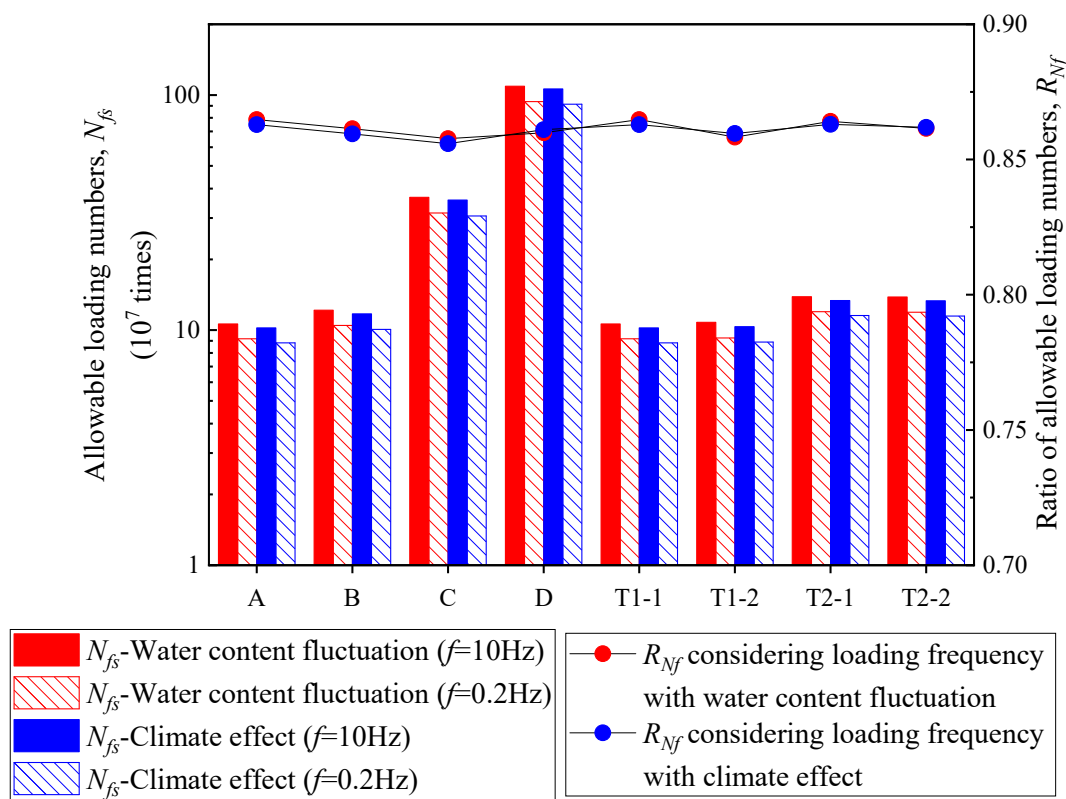 Allowable loading numbers, Nfs
(10^7 times)
100
10
1
0.90
0.85
0.80
0.75
0.70
Ratio of allowable loading numbers, RNf
A B C D T1-1 T1-2 T2-1 T2-2
Nfs-Water content fluctuation (f=10Hz)
Nfs-Water content fluctuation (f=0.2Hz)
Nfs-Climate effect (f=10Hz)
Nfs-Climate effect (f=0.2Hz)
RNf considering loading frequency
with water content fluctuation
RNf considering loading frequency
with climate effect